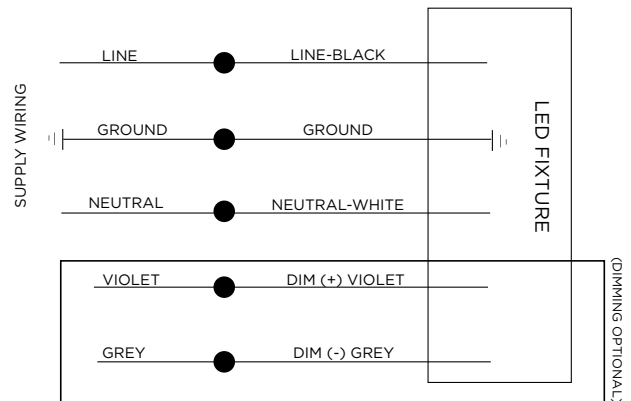 SUPPLY WIRING
LINE
LINE-BLACK
GROUND
GROUND
NEUTRAL
NEUTRAL-WHITE
VIOLET
DIM (+) VIOLET
GREY
DIM (-) GREY
LED FIXTURE
(DIMMING OPTIONAL)